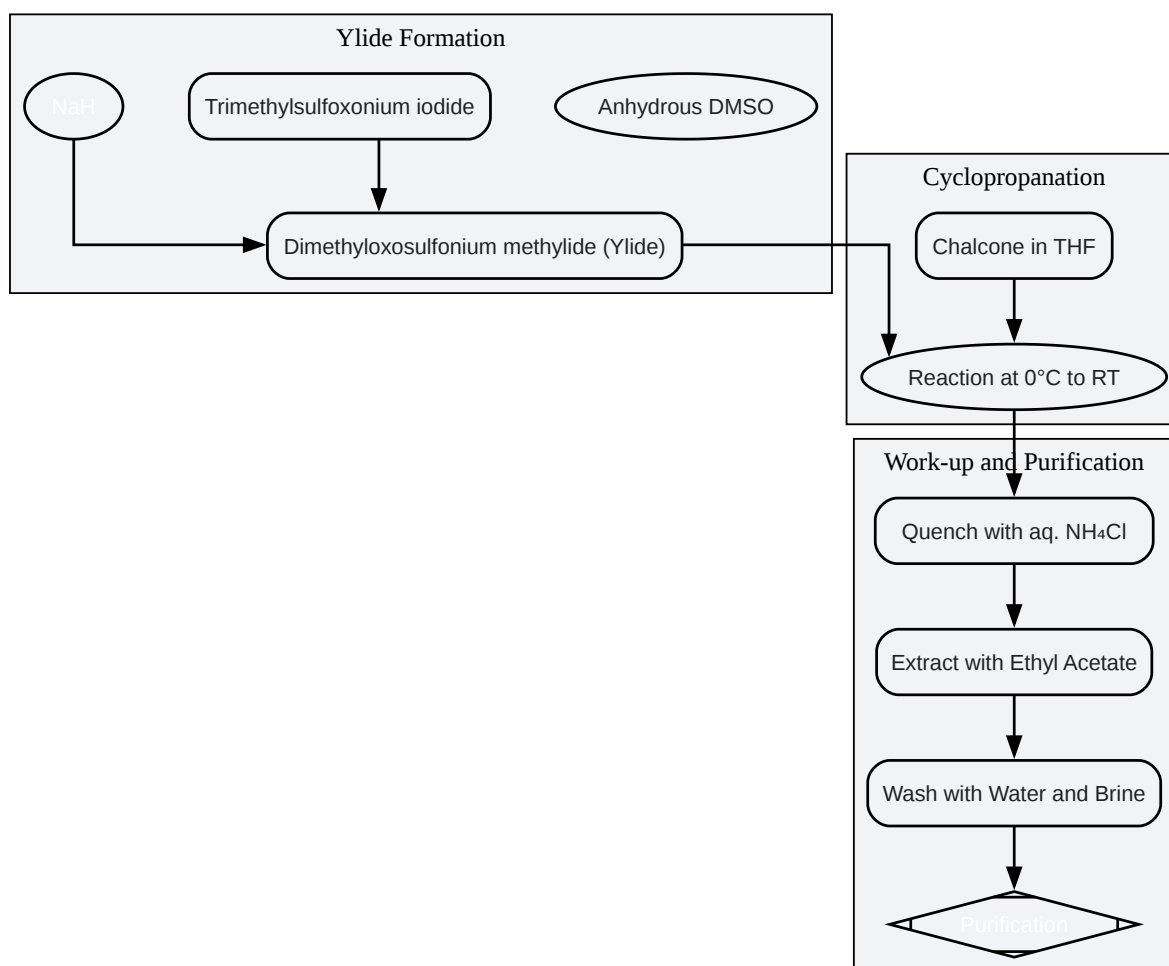 Ylide Formation
NaH
Trimethylsulfoxonium iodide
Anhydrous DMSO
Dimethyloxosulfonium methylide (Ylide)
Cyclopropanation
Chalcone in THF
Reaction at 0°C to RT
Work-up and Purification
Quench with aq. NH₄Cl
Extract with Ethyl Acetate
Wash with Water and Brine
Purification